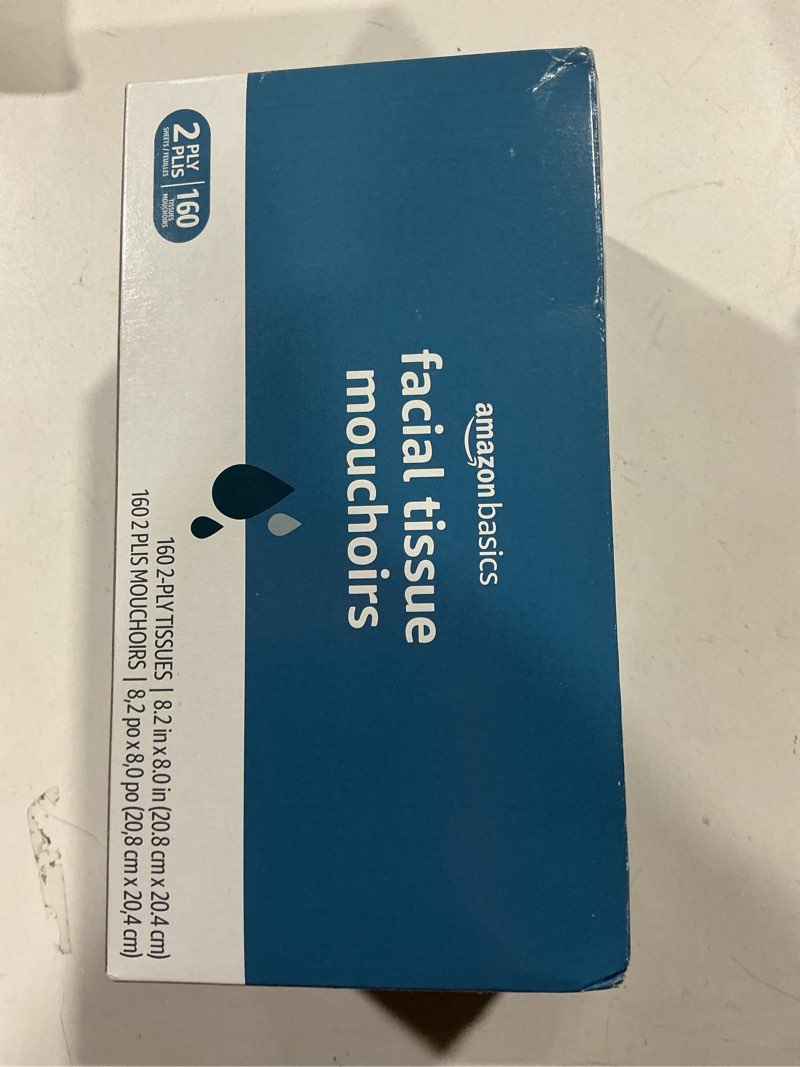 amazon basics
facial tissue
mouchoirs
2 PLY
PLIS
SHEETS / FEUILLES
160
TISSUES
MOUCHOIRS
160 2-PLY TISSUES | 8.2 in x 8.0 in (20.8 cm x 20.4 cm)
160 2 PLIS MOUCHOIRS | 8,2 po x 8,0 po (20,8 cm x 20,4 cm)